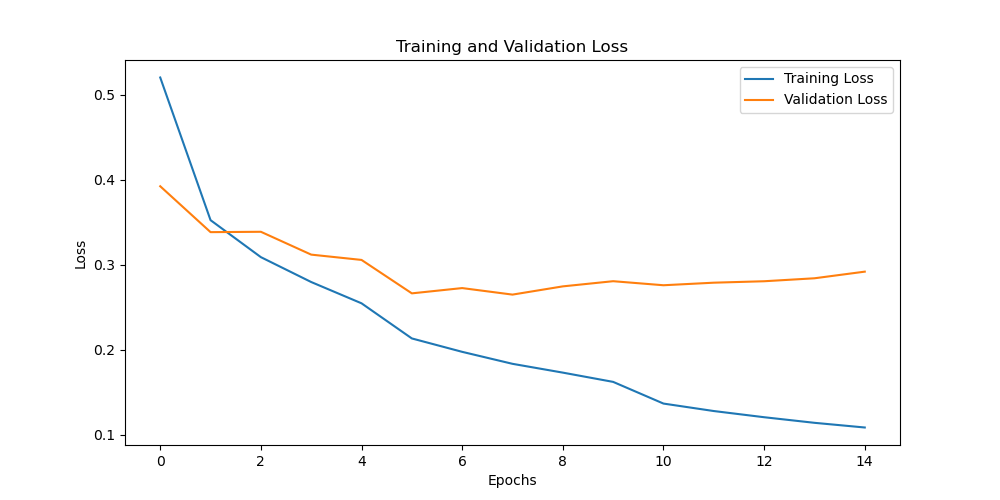 Training and Validation Loss
Training Loss
Validation Loss
0.5
0.4
0.3
0.2
0.1
Loss
0 2 4 6 8 10 12 14
Epochs